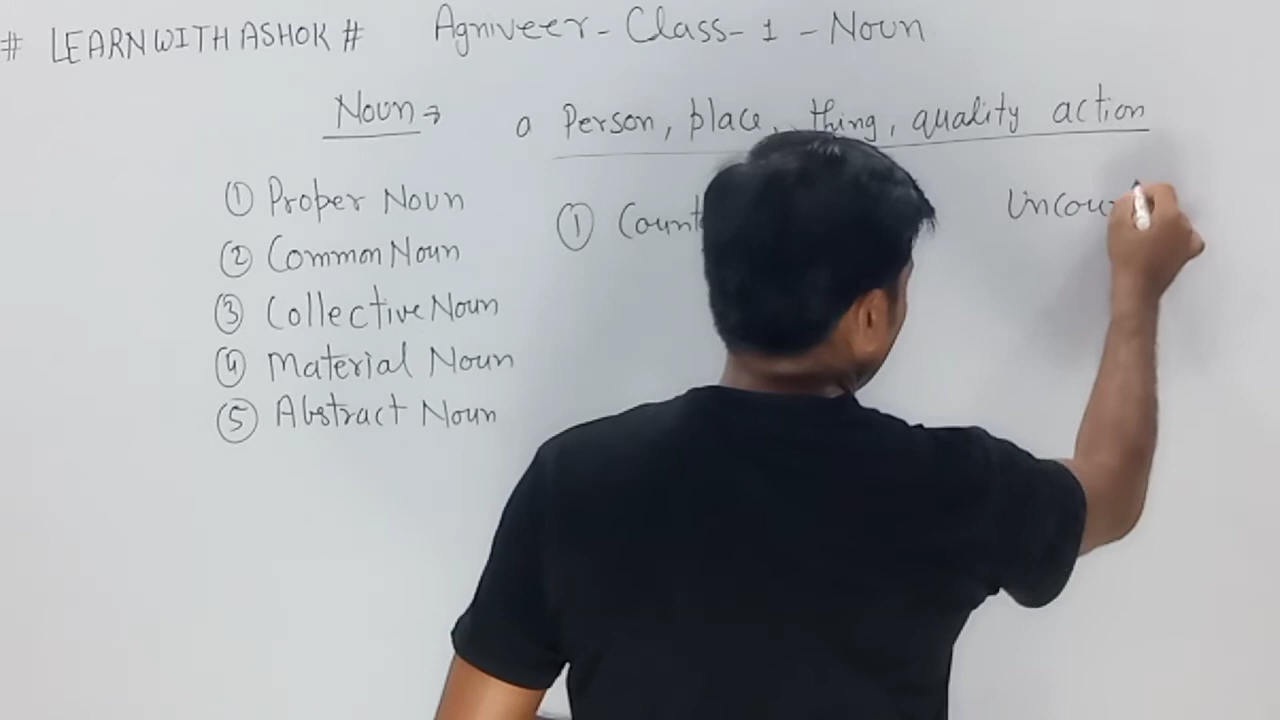 # LEARNWITHASHOK # Agniveer - Class - 1 - Noun
Noun → a Person, place, thing, quality action
① Proper Noun
② Common Noun
③ Collective Noun
④ Material Noun
⑤ Abstract Noun
①